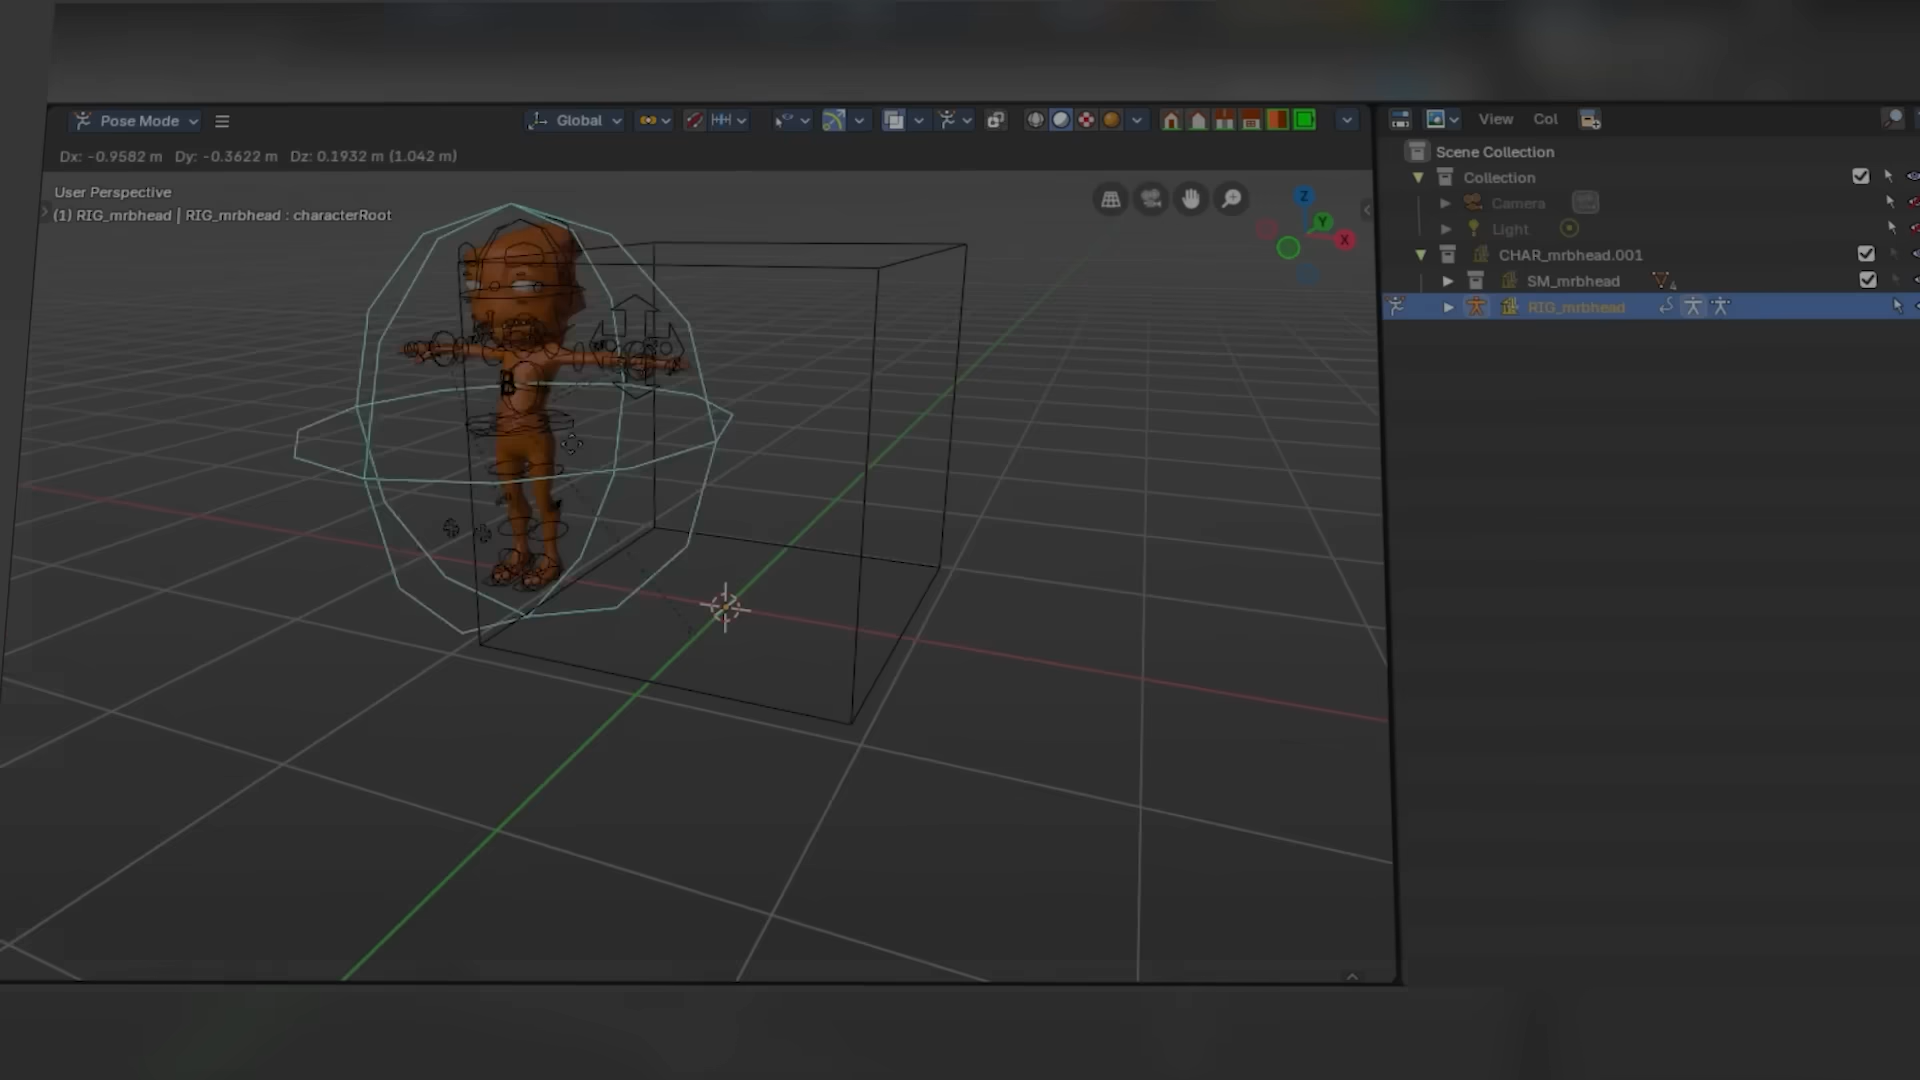 Pose Mode
Global
View
Col
Dx: -0.9582 m Dy: -0.3622 m Dz: 0.1932 m (1.042 m)
Scene Collection
Collection
User Perspective
(1) RIG_mrbhead | RIG_mrbhead : characterRoot
Camera
Light
CHAR_mrbhead.001
SM_mrbhead
4
RIG_mrbhead
Z
Y
X
B